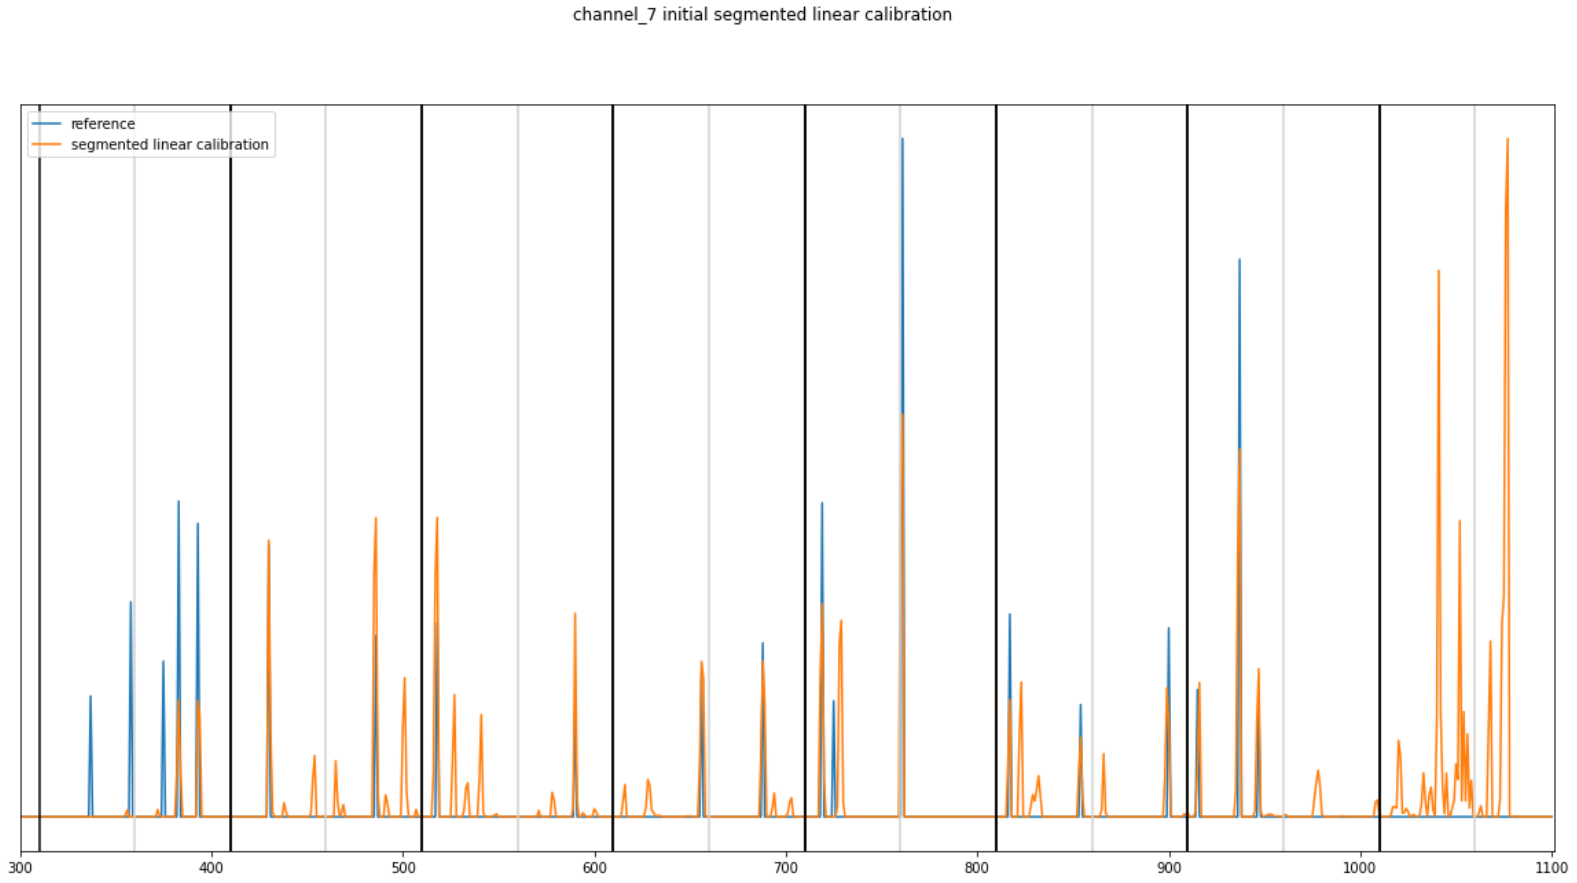 channel_7 initial segmented linear calibration
reference
segmented linear calibration
300 400 500 600 700 800 900 1000 1100